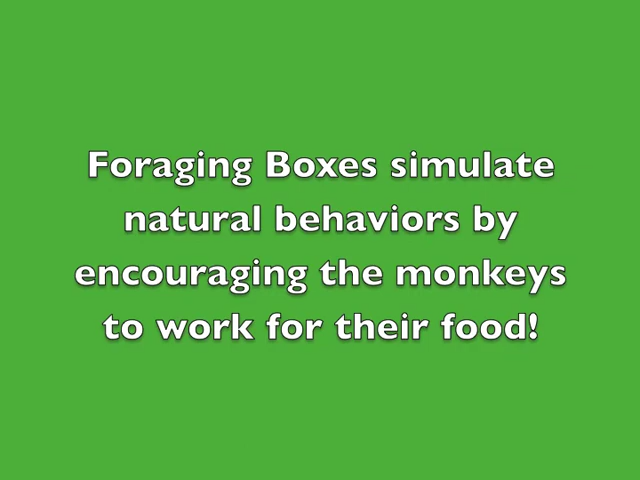 Foraging Boxes simulate
natural behaviors by
encouraging the monkeys
to work for their food!